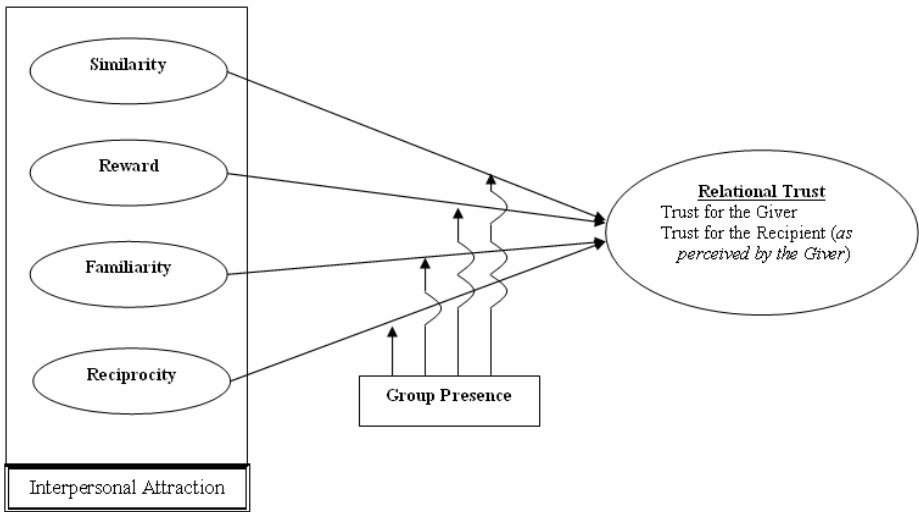 Similarity
Reward
Familiarity
Reciprocity
Interpersonal Attraction
Group Presence
Relational Trust
Trust for the Giver
Trust for the Recipient (as
perceived by the Giver)